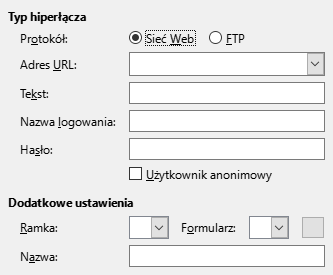 Typ hiperłącza
Protokół: Sieć Web FTP
Adres URL:
Tekst:
Nazwa logowania:
Hasło:
Użytkownik anonimowy
Dodatkowe ustawienia
Ramka: Formularz:
Nazwa: